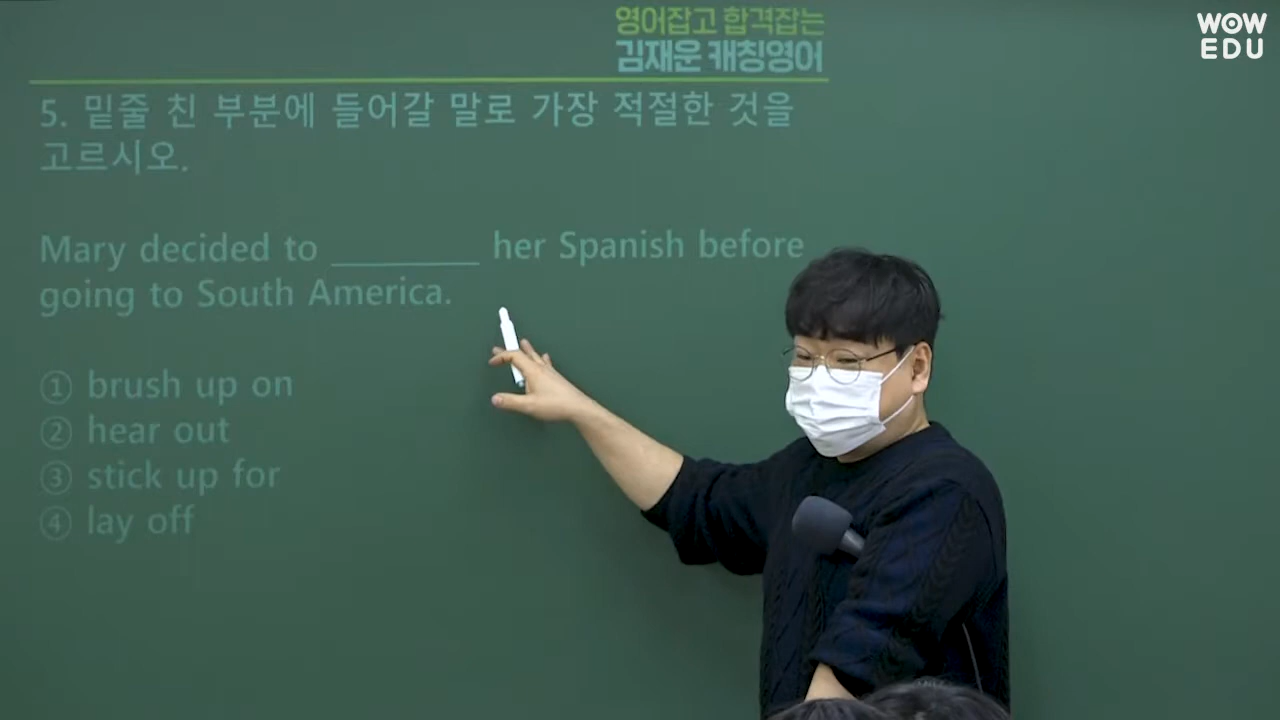 영어잡고 합격잡는
김재운 캐칭영어
WOW
EDU
5. 밑줄 친 부분에 들어갈 말로 가장 적절한 것을
고르시오.
Mary decided to ________ her Spanish before
going to South America.
① brush up on
② hear out
③ stick up for
④ lay off